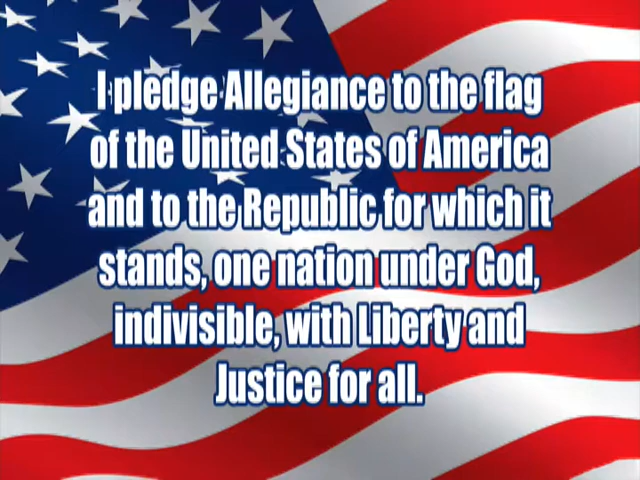 I pledge Allegiance to the flag
of the United States of America
and to the Republic for which it
stands, one nation under God,
indivisible, with Liberty and
Justice for all.